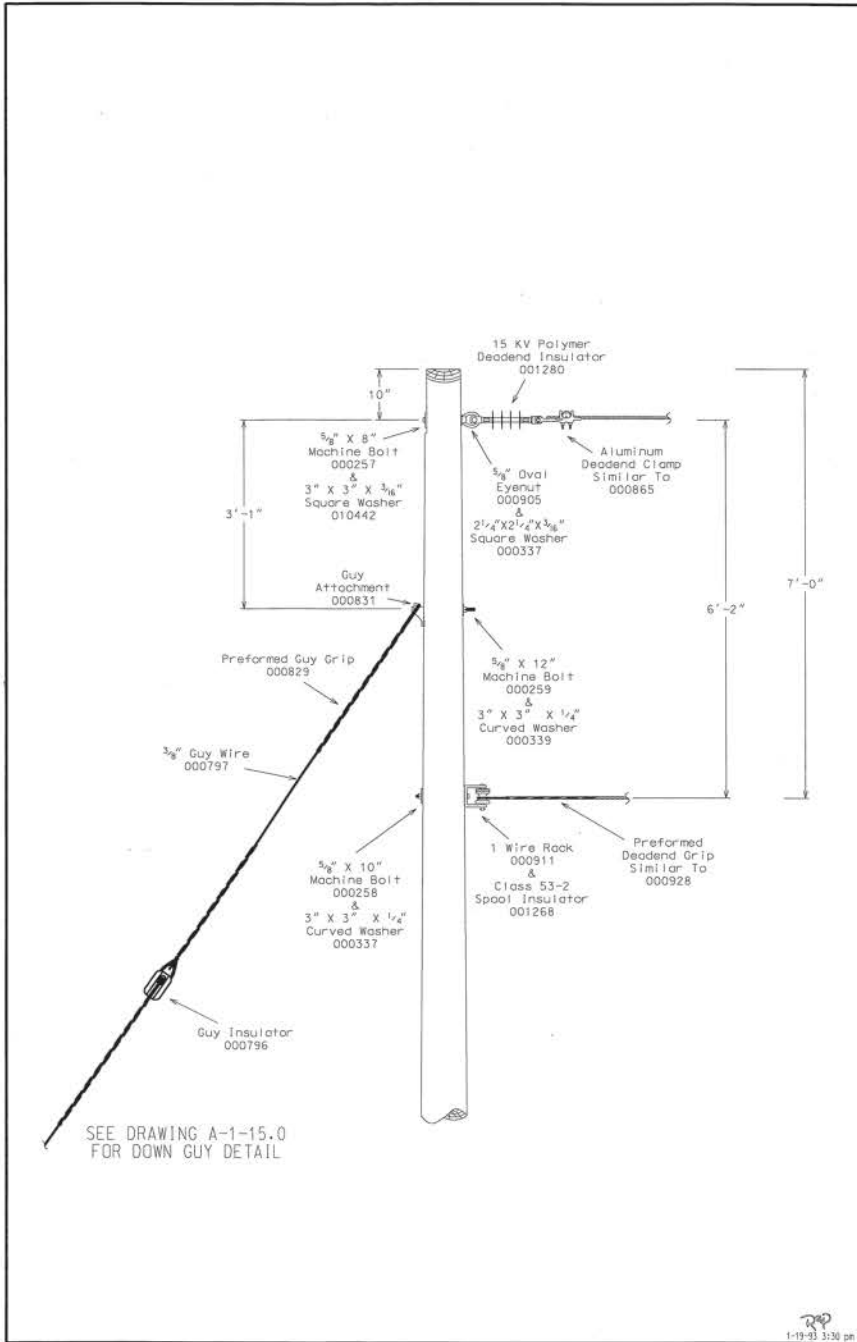 15 KV Polymer
Deadend Insulator
001280
10"
5/8" X 8"
Machine Bolt
000257
&
3" X 3" X 3/16"
Square Washer
010442
5/8" Oval
Eyenut
000905
&
2 1/4"X2 1/4"X3/16"
Square Washer
000337
Aluminum
Deadend Clamp
Similar To
000865
3'-1"
7'-0"
6'-2"
Guy
Attachment
000831
Preformed Guy Grip
000829
5/8" X 12"
Machine Bolt
000259
&
3" X 3" X 1/4"
Curved Washer
000339
3/8" Guy Wire
000797
5/8" X 10"
Machine Bolt
000258
&
3" X 3" X 1/4"
Curved Washer
000337
1 Wire Rack
000911
&
Class 53-2
Spool Insulator
001268
Preformed
Deadend Grip
Similar To
000928
Guy Insulator
000796
SEE DRAWING A-1-15.0
FOR DOWN GUY DETAIL
1-19-93 3:30 pm